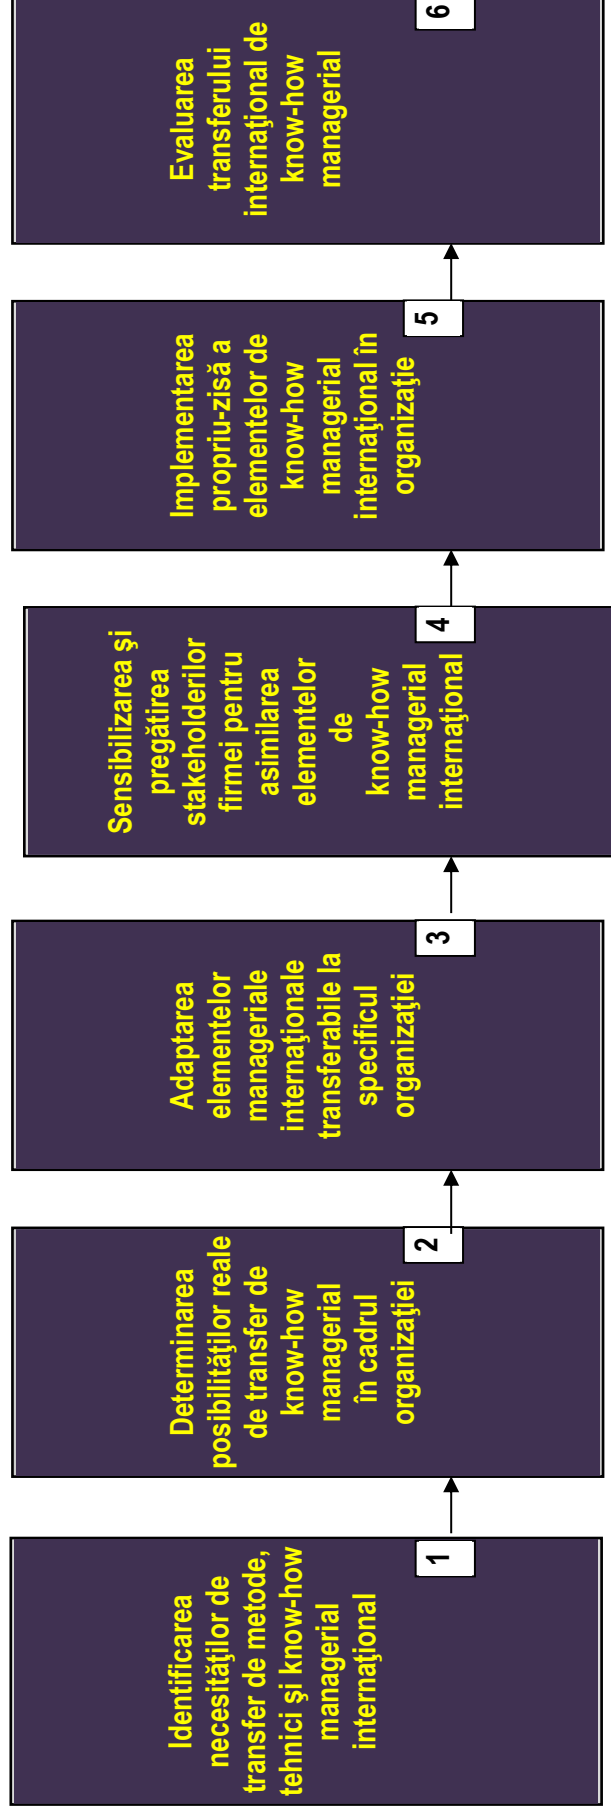 Identificarea
necesităţilor de
transfer de metode,
tehnici şi know-how
managerial
internaţional
1
Determinarea
posibilităţilor reale
de transfer de
know-how
managerial
în cadrul
organizaţiei
2
Adaptarea
elementelor
manageriale
internaţionale
transferabile la
specificul
organizaţiei
3
Sensibilizarea şi
pregătirea
stakeholderilor
firmei pentru
asimilarea
elementelor
de
know-how
managerial
internaţional
4
Implementarea
propriu-zisă a
elementelor de
know-how
managerial
internaţional în
organizaţie
5
Evaluarea
transferului
internaţional de
know-how
managerial
6